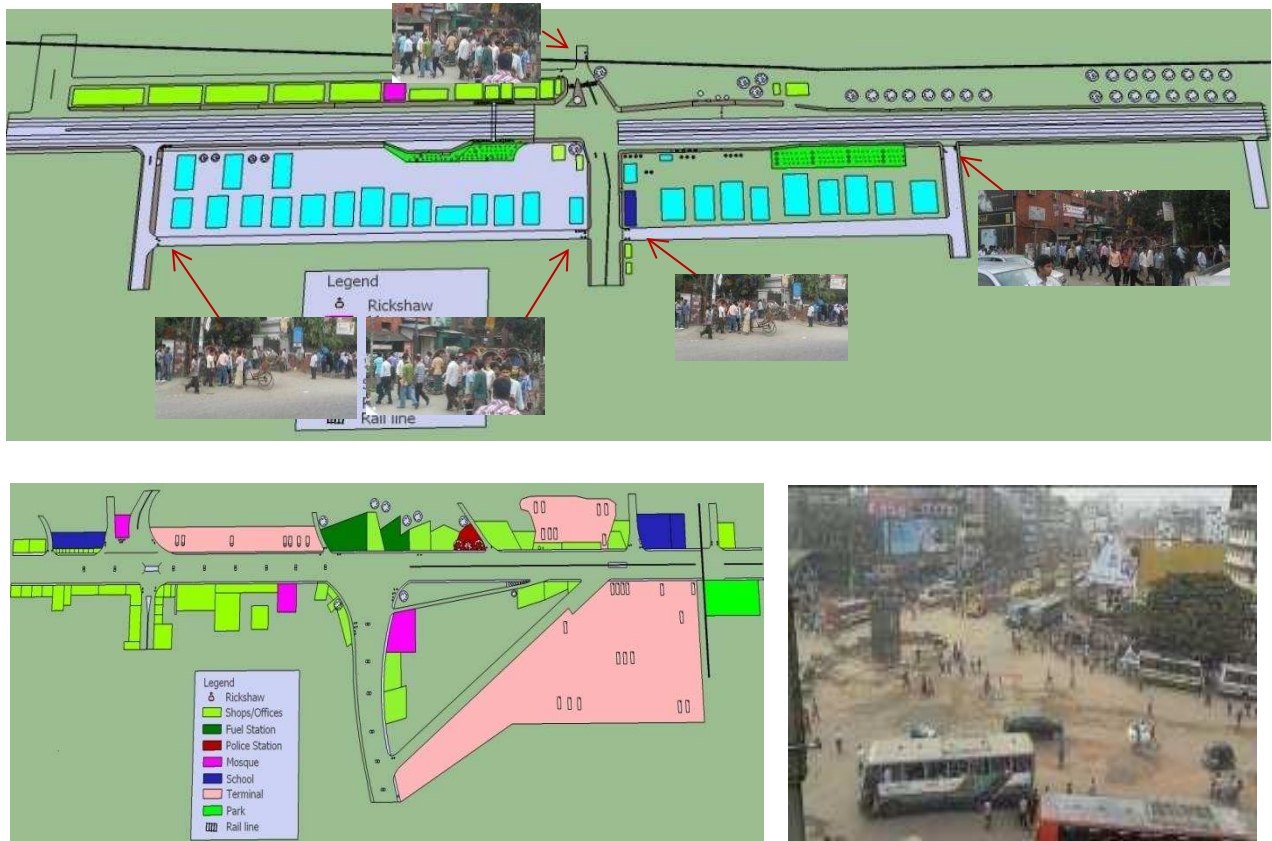 Legend
Rickshaw
Rail line
Legend
Rickshaw
Shops/Offices
Fuel Station
Police Station
Mosque
School
Terminal
Park
Rail line